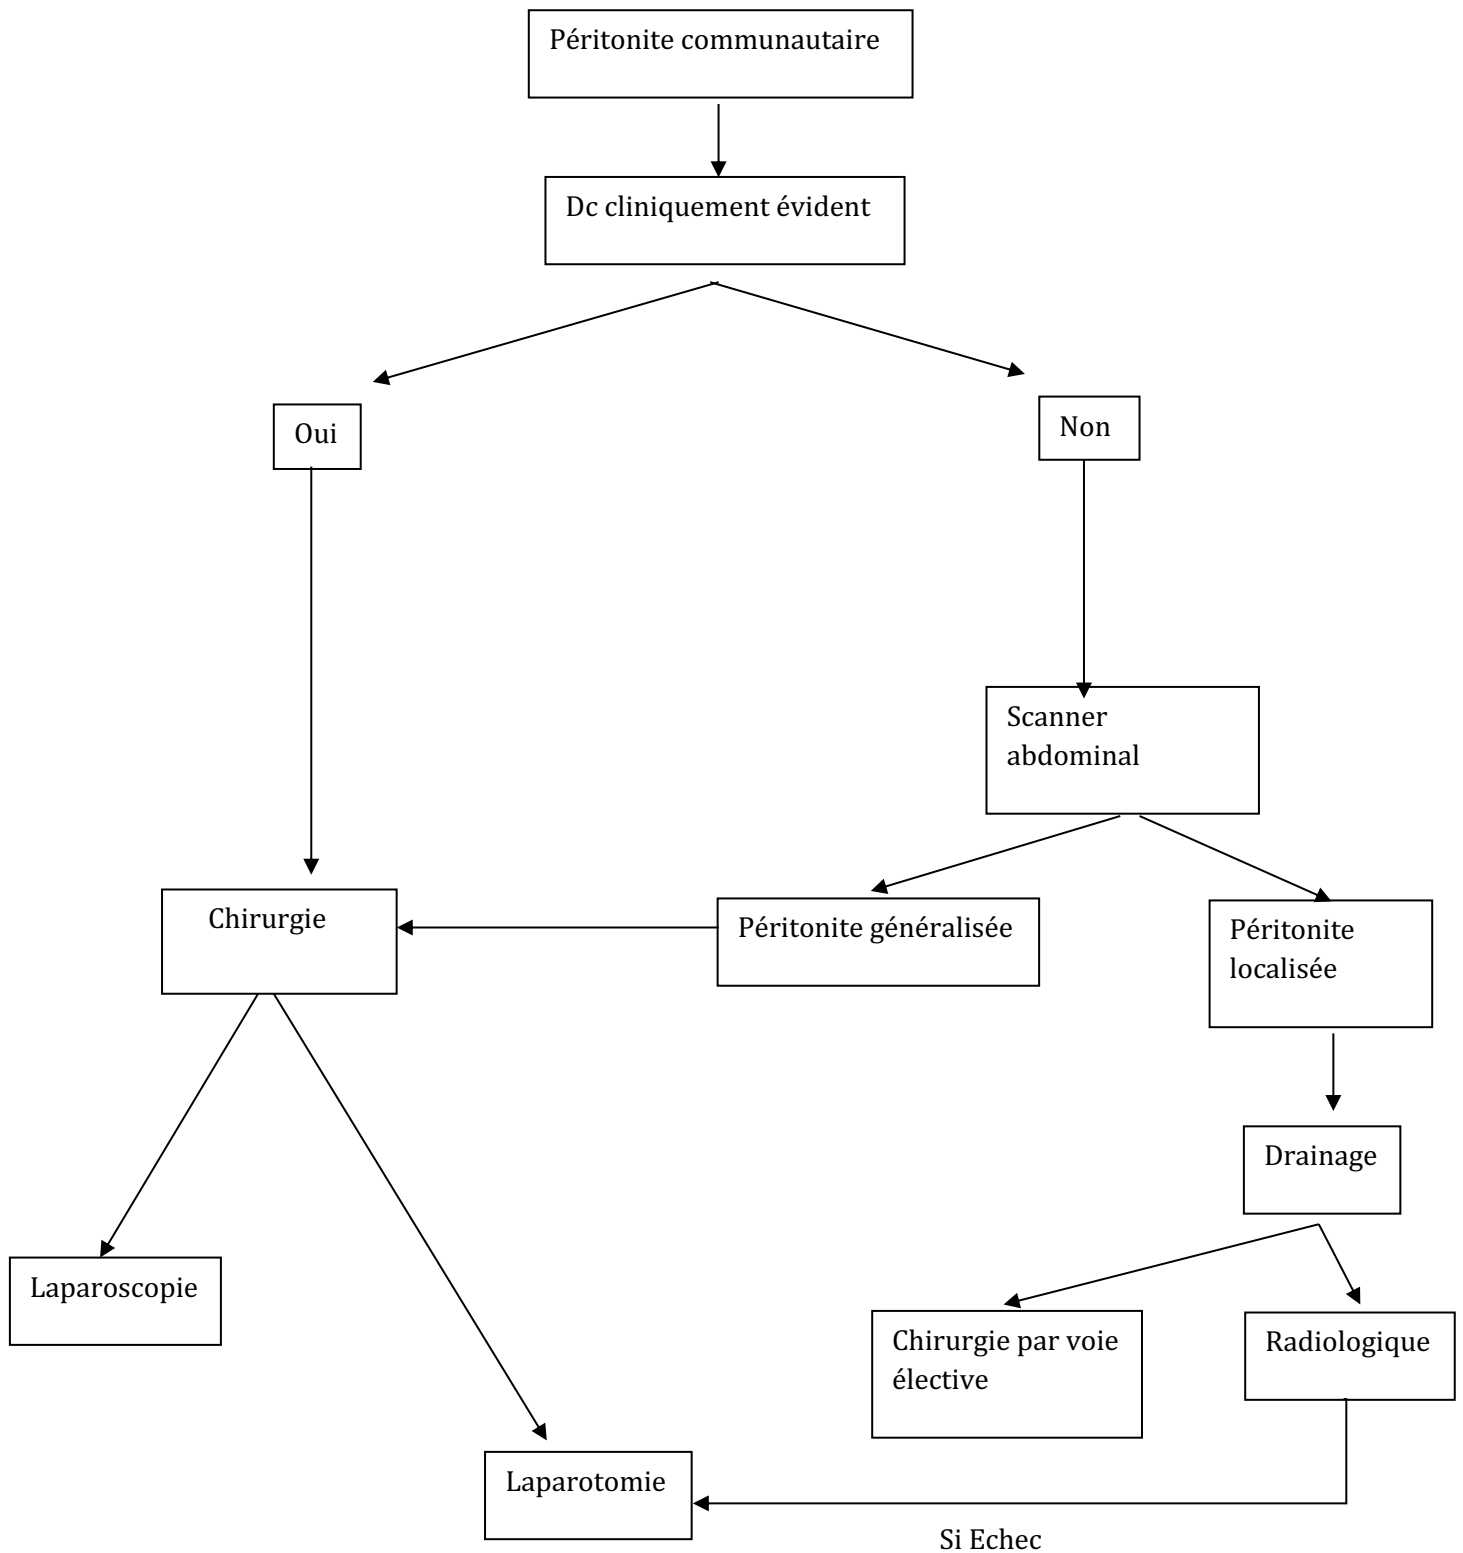 Péritonite communautaire
Dc cliniquement évident
Oui
Non
Scanner
abdominal
Chirurgie
Péritonite généralisée
Péritonite
localisée
Drainage
Laparoscopie
Chirurgie par voie
élective
Radiologique
Laparotomie
Si Echec